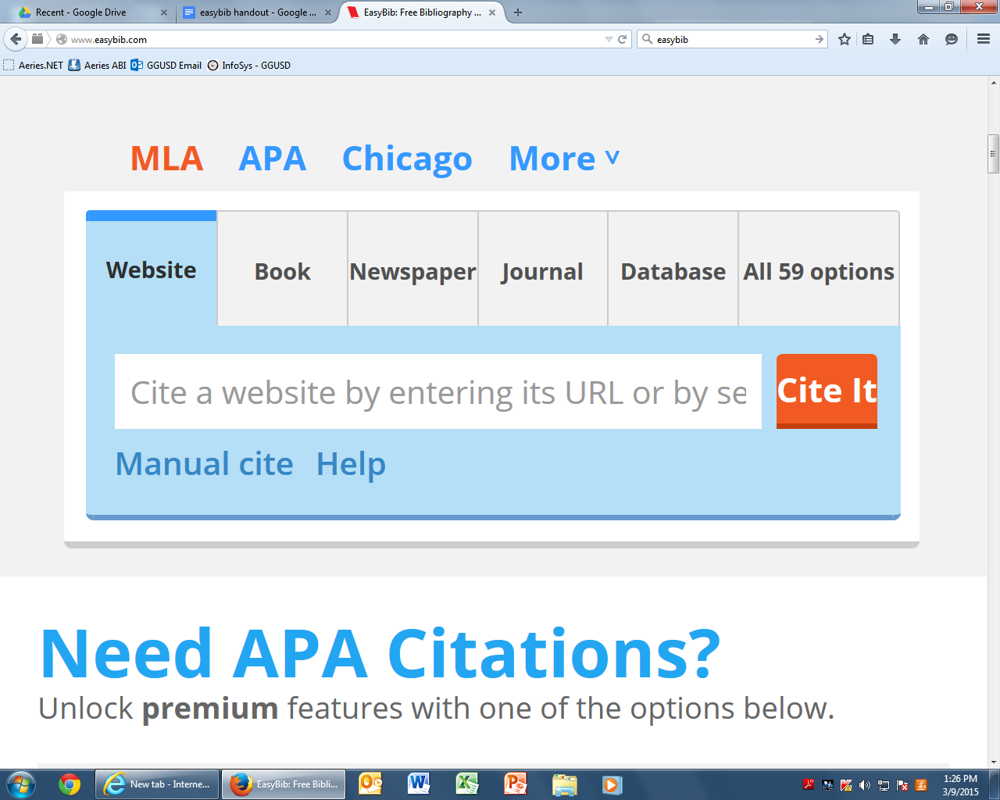 Recent - Google Drive
easybib handout - Google ...
EasyBib: Free Bibliography ...
www.easybib.com
easybib
Aeries.NET
Aeries ABI
GGUSD Email
InfoSys - GGUSD
MLA APA Chicago More
Website
Book
Newspaper
Journal
Database
All 59 options
Cite a website by entering its URL or by se
Cite It
Manual cite Help
Need APA Citations?
Unlock premium features with one of the options below.
New tab - Interne...
EasyBib: Free Bibli...
1:26 PM
3/9/2015